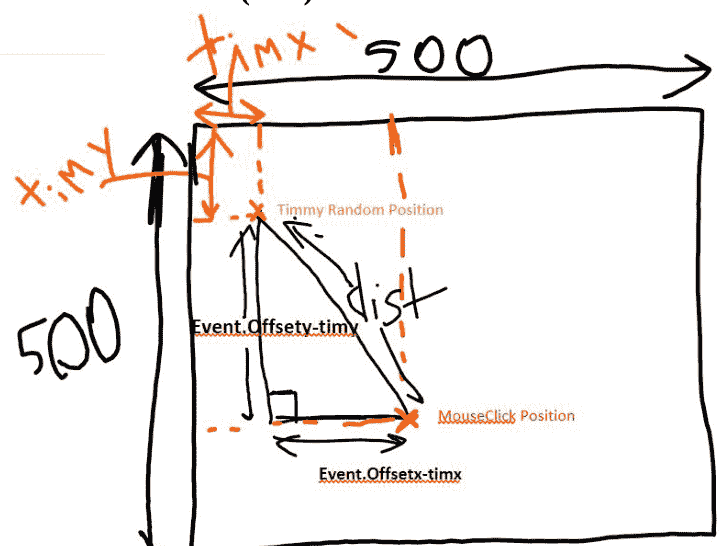 timx
500
timy
Timmy Random Position
dist
Event.Offsety-timy
500
MouseClick Position
Event.Offsetx-timx